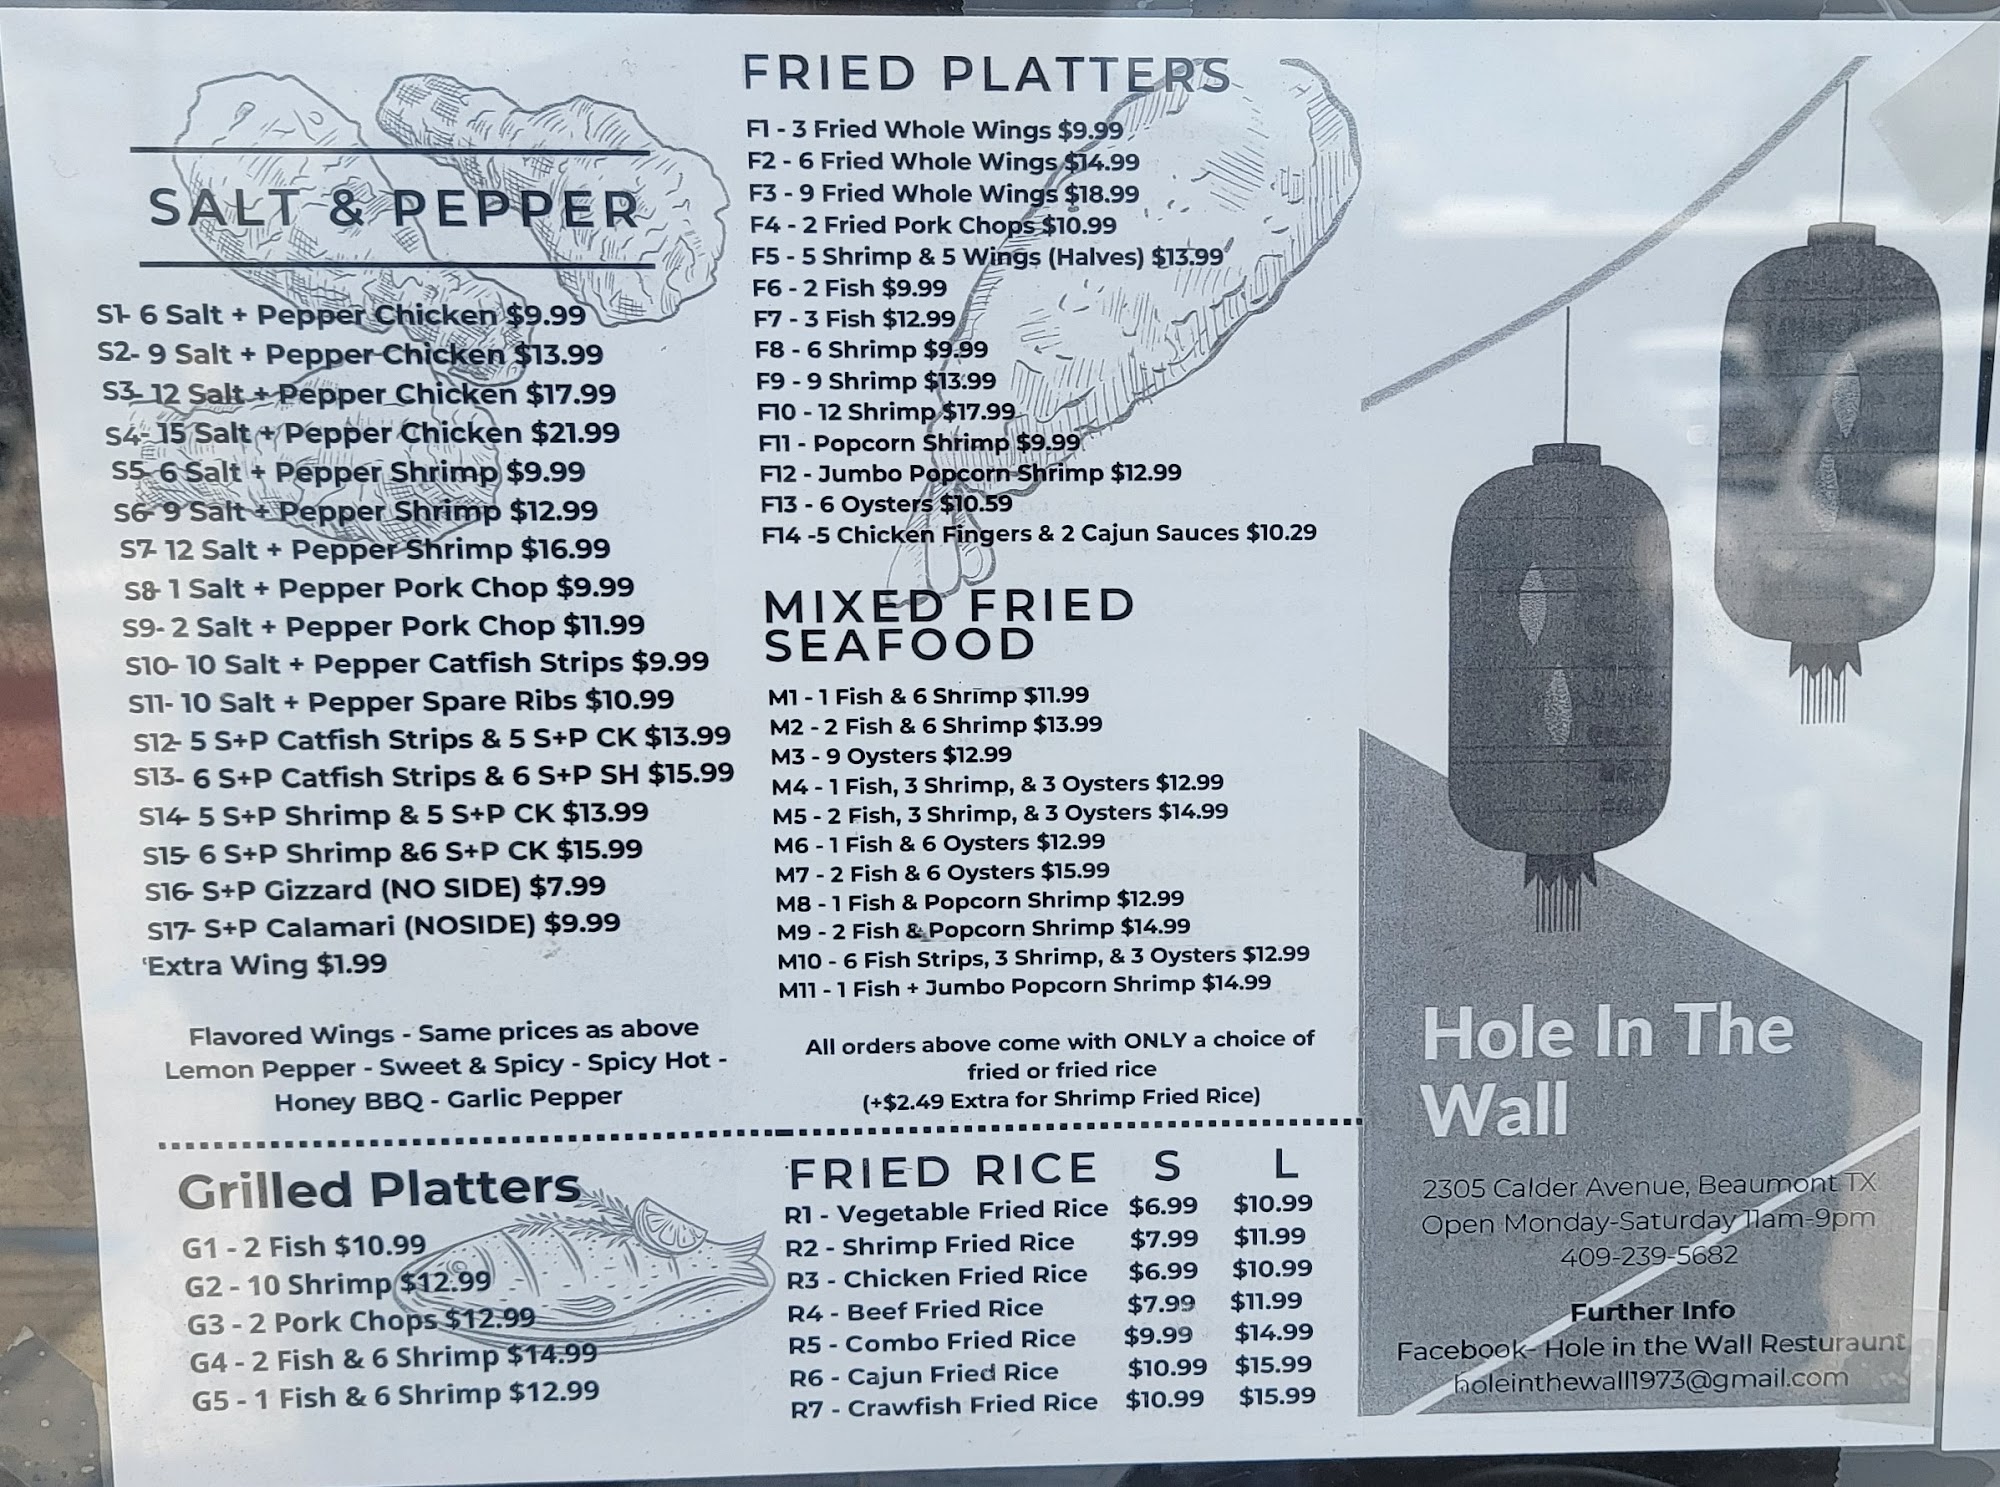 SALT & PEPPER
S1- 6 Salt + Pepper Chicken $9.99
S2- 9 Salt + Pepper Chicken $13.99
S3- 12 Salt + Pepper Chicken $17.99
S4- 15 Salt + Pepper Chicken $21.99
S5- 6 Salt + Pepper Shrimp $9.99
S6- 9 Salt + Pepper Shrimp $12.99
S7- 12 Salt + Pepper Shrimp $16.99
S8- 1 Salt + Pepper Pork Chop $9.99
S9- 2 Salt + Pepper Pork Chop $11.99
S10- 10 Salt + Pepper Catfish Strips $9.99
S11- 10 Salt + Pepper Spare Ribs $10.99
S12- 5 S+P Catfish Strips & 5 S+P CK $13.99
S13- 6 S+P Catfish Strips & 6 S+P SH $15.99
S14- 5 S+P Shrimp & 5 S+P CK $13.99
S15- 6 S+P Shrimp &6 S+P CK $15.99
S16- S+P Gizzard (NO SIDE) $7.99
S17- S+P Calamari (NOSIDE) $9.99
'Extra Wing $1.99
Flavored Wings - Same prices as above
Lemon Pepper - Sweet & Spicy - Spicy Hot -
Honey BBQ - Garlic Pepper
Grilled Platters
G1 - 2 Fish $10.99
G2 - 10 Shrimp $12.99
G3 - 2 Pork Chops $12.99
G4 - 2 Fish & 6 Shrimp $14.99
G5 - 1 Fish & 6 Shrimp $12.99
FRIED PLATTERS
F1 - 3 Fried Whole Wings $9.99
F2 - 6 Fried Whole Wings $14.99
F3 - 9 Fried Whole Wings $18.99
F4 - 2 Fried Pork Chops $10.99
F5 - 5 Shrimp & 5 Wings (Halves) $13.99
F6 - 2 Fish $9.99
F7 - 3 Fish $12.99
F8 - 6 Shrimp $9.99
F9 - 9 Shrimp $13.99
F10 - 12 Shrimp $17.99
F11 - Popcorn Shrimp $9.99
F12 - Jumbo Popcorn Shrimp $12.99
F13 - 6 Oysters $10.59
F14 -5 Chicken Fingers & 2 Cajun Sauces $10.29
MIXED FRIED
SEAFOOD
M1 - 1 Fish & 6 Shrimp $11.99
M2 - 2 Fish & 6 Shrimp $13.99
M3 - 9 Oysters $12.99
M4 - 1 Fish, 3 Shrimp, & 3 Oysters $12.99
M5 - 2 Fish, 3 Shrimp, & 3 Oysters $14.99
M6 - 1 Fish & 6 Oysters $12.99
M7 - 2 Fish & 6 Oysters $15.99
M8 - 1 Fish & Popcorn Shrimp $12.99
M9 - 2 Fish & Popcorn Shrimp $14.99
M10 - 6 Fish Strips, 3 Shrimp, & 3 Oysters $12.99
M11 - 1 Fish + Jumbo Popcorn Shrimp $14.99
All orders above come with ONLY a choice of
fried or fried rice
(+$2.49 Extra for Shrimp Fried Rice)
FRIED RICE S L
R1 - Vegetable Fried Rice $6.99 $10.99
R2 - Shrimp Fried Rice $7.99 $11.99
R3 - Chicken Fried Rice $6.99 $10.99
R4 - Beef Fried Rice $7.99 $11.99
R5 - Combo Fried Rice $9.99 $14.99
R6 - Cajun Fried Rice $10.99 $15.99
R7 - Crawfish Fried Rice $10.99 $15.99
Hole In The
Wall
2305 Calder Avenue, Beaumont TX
Open Monday-Saturday 11am-9pm
409-239-5682
Further Info
Facebook- Hole in the Wall Resturaunt
holeinthewall1973@gmail.com